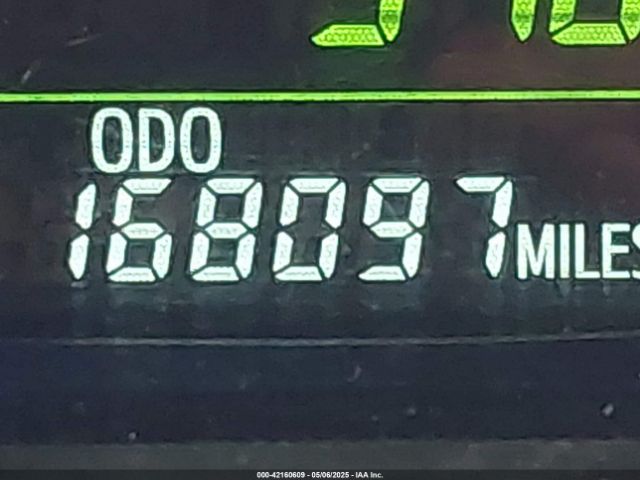 ODO
168097 MILES
000-42160609 - 05/06/2025 - IAA Inc.